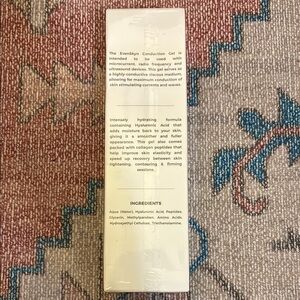 The EvenSkyn Conduction Gel is
intended to be used with
microcurrent, radio frequency and
ultrasound devices. This gel serves as
a highly conductive viscous medium,
allowing for maximum conduction of
skin stimulating currents and waves.
Intensely hydrating formula
containing Hyaluronic Acid that
adds moisture back to your skin,
giving it a smoother and fuller
appearance. This gel also comes
packed with collagen peptides that
help improve skin elasticity and
speed up recovery between skin
tightening, contouring & firming
sessions.
INGREDIENTS
Aqua (Water), Hyaluronic Acid, Peptides,
Glycerin, Methylparaben, Amino Acids,
Hydroxyethyl Cellulose, Triethanolamine.